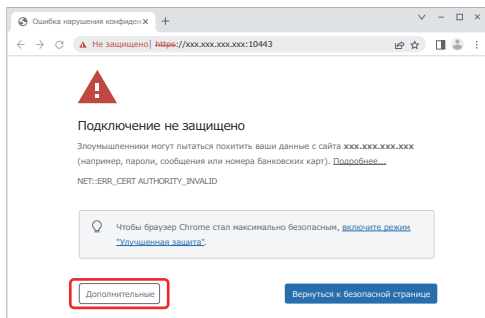 Ошибка нарушения конфиден
Не защищено https://xxx.xxx.xxx.xxx:10443
Подключение не защищено
Злоумышленники могут пытаться похитить ваши данные с сайта xxx.xxx.xxx.xxx
(например, пароли, сообщения или номера банковских карт). Подробнее...
NET::ERR_CERT AUTHORITY_INVALID
Чтобы браузер Chrome стал максимально безопасным, включите режим
"Улучшенная защита".
Дополнительные
Вернуться к безопасной странице